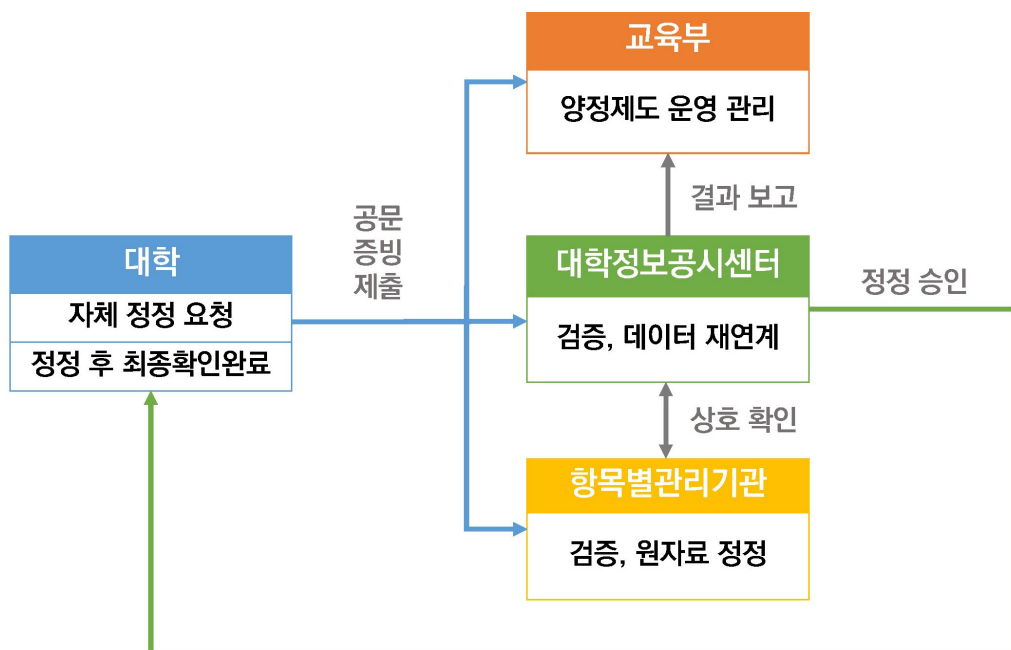 교육부
양정제도 운영 관리
결과 보고
공문
증빙
제출
대학
자체 정정 요청
정정 후 최종확인완료
대학정보공시센터
검증, 데이터 재연계
정정 승인
상호 확인
항목별관리기관
검증, 원자료 정정